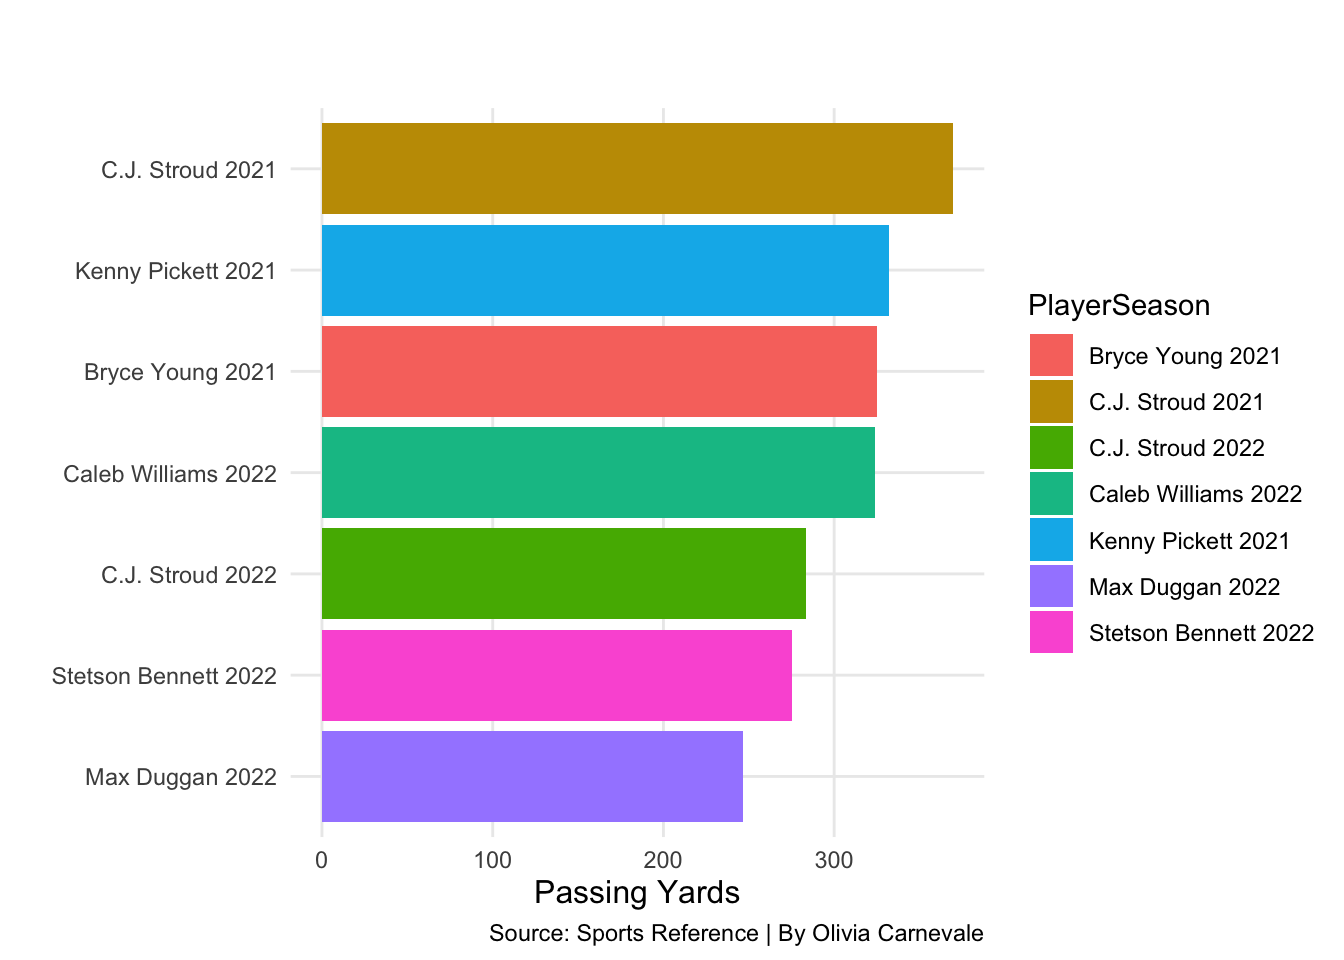 C.J. Stroud 2021
Kenny Pickett 2021
Bryce Young 2021
Caleb Williams 2022
C.J. Stroud 2022
Stetson Bennett 2022
Max Duggan 2022
0 100 200 300
Passing Yards
Source: Sports Reference | By Olivia Carnevale
PlayerSeason
Bryce Young 2021
C.J. Stroud 2021
C.J. Stroud 2022
Caleb Williams 2022
Kenny Pickett 2021
Max Duggan 2022
Stetson Bennett 2022